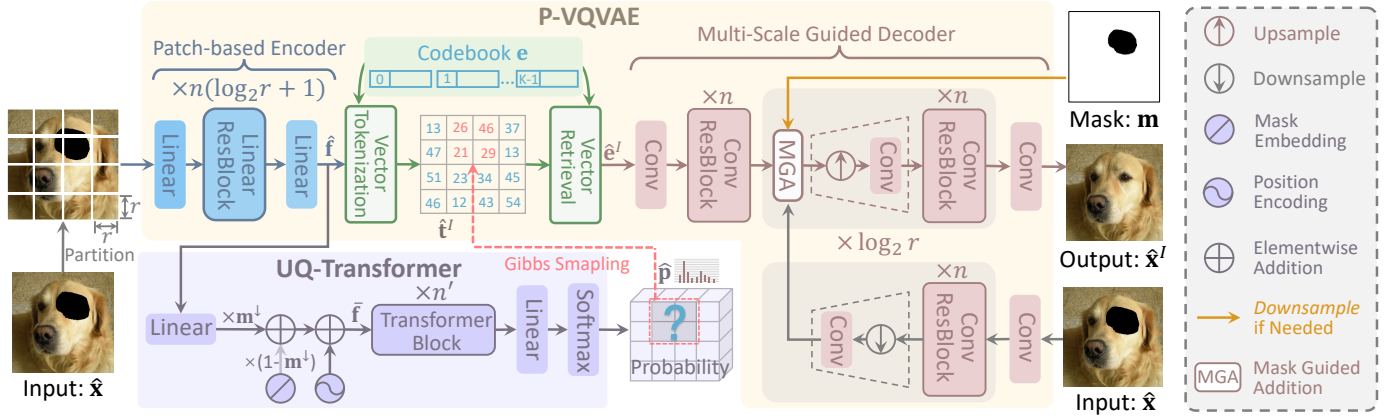 P-VQVAE
Patch-based Encoder
×n(log₂r + 1)
Linear
Linear
ResBlock
Linear
f̂
Codebook e
0
1
...
K-1
Vector
Tokenization
13 26 46 37
47 21 29 13
51 23 34 45
46 12 43 54
t̂ᴵ
Vector
Retrieval
êᴵ
Multi-Scale Guided Decoder
Conv
×n
Conv
ResBlock
MGA
Conv
×n
Conv
ResBlock
Conv
× log₂ r
Conv
×n
Conv
ResBlock
Conv
Mask: m
Output: x̂ᴵ
Input: x̂
r
r
Partition
Input: x̂
UQ-Transformer
Linear
×m↓
×(1-m↓)
f̄
×n′
Transformer
Block
Linear
Softmax
Gibbs Smapling
p̂
?
Probability
Upsample
Downsample
Mask
Embedding
Position
Encoding
Elementwise
Addition
Downsample
if Needed
MGA
Mask Guided
Addition